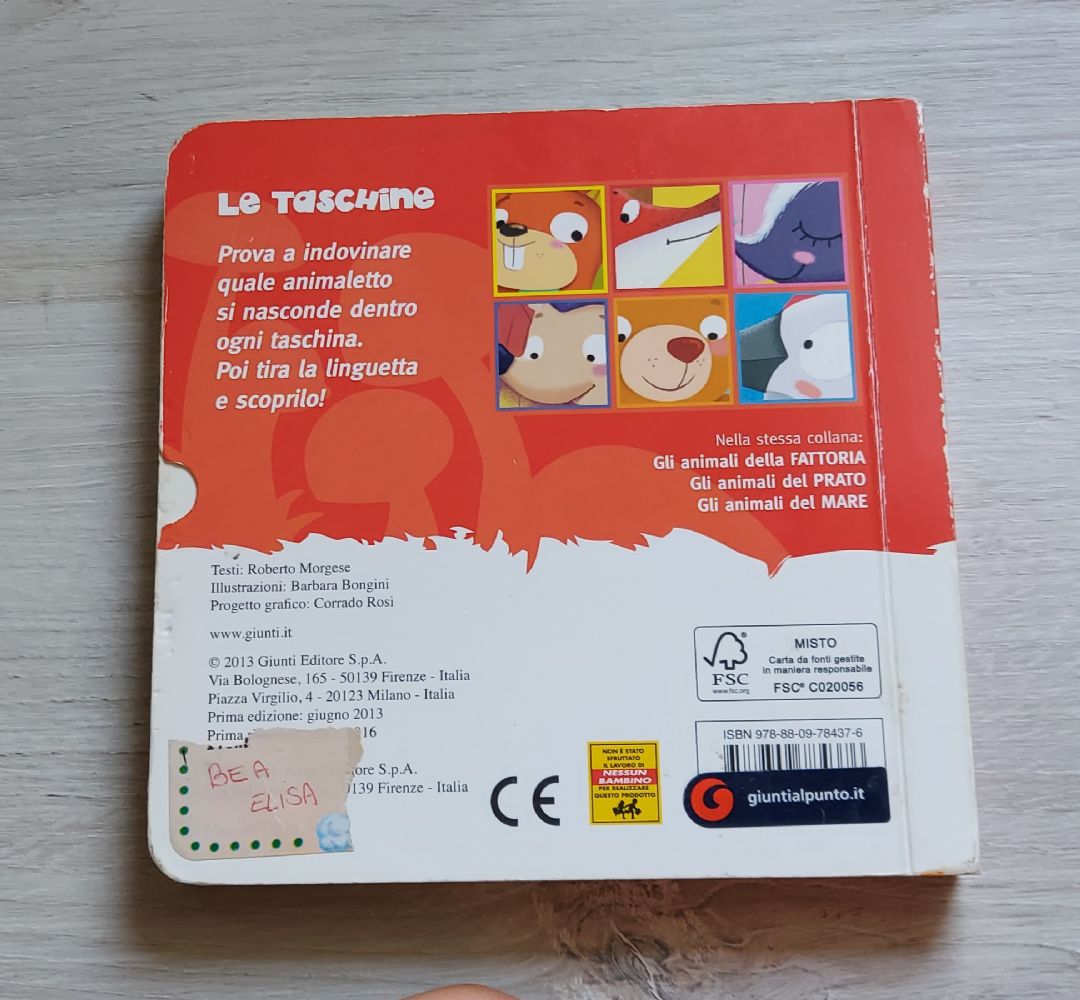 Le Taschine
Prova a indovinare
quale animaletto
si nasconde dentro
ogni taschina.
Poi tira la linguetta
e scoprilo!
Nella stessa collana:
Gli animali della FATTORIA
Gli animali del PRATO
Gli animali del MARE
Testi: Roberto Morgese
Illustrazioni: Barbara Bongini
Progetto grafico: Corrado Rosi
www.giunti.it
© 2013 Giunti Editore S.p.A.
Via Bolognese, 165 - 50139 Firenze - Italia
Piazza Virgilio, 4 - 20123 Milano - Italia
Prima edizione: giugno 2013
Prima
S.p.A.
Firenze - Italia
BEA
ELISA
CE
NON È STATO
SFRUTTATO
IL LAVORO DI
NESSUN
BAMBINO
PER REALIZZARE
QUESTO PRODOTTO
FSC
www.fsc.org
MISTO
Carta da fonti gestite
in maniera responsabile
FSC® C020056
ISBN 978-88-09-78437-6
giuntialpunto.it